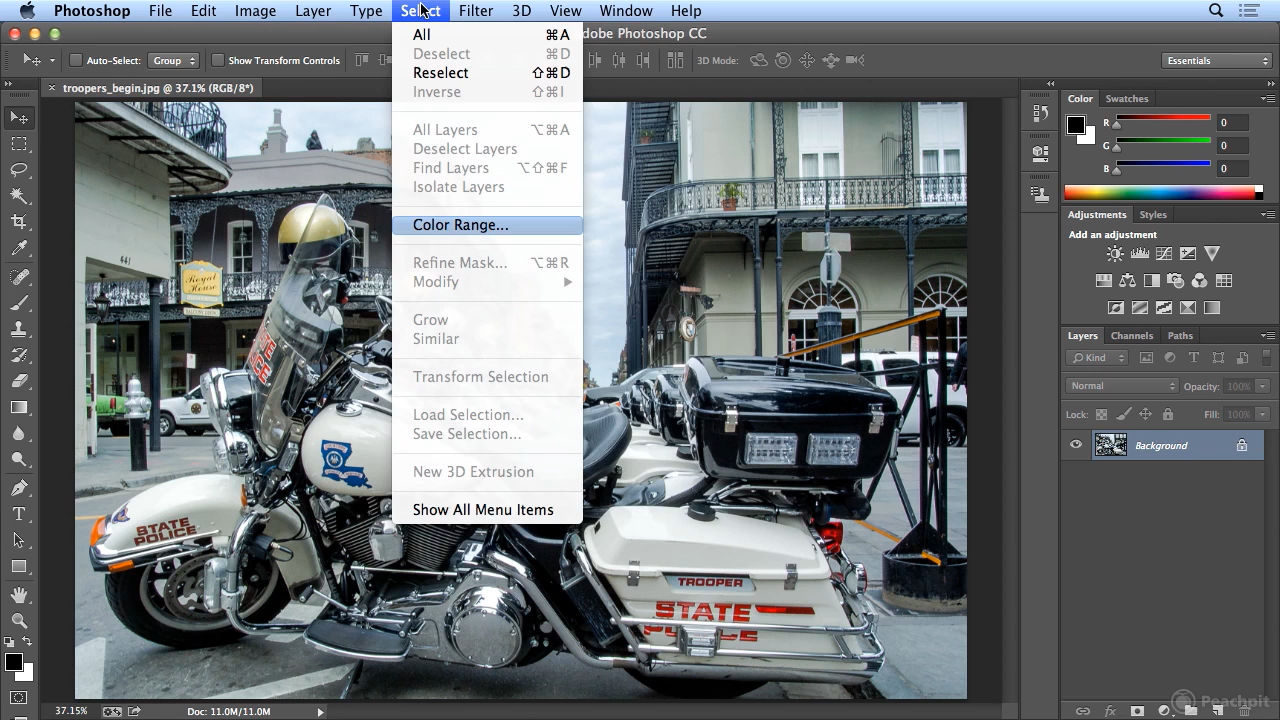 Photoshop File Edit Image Layer Type Select Filter 3D View Window Help
dobe Photoshop CC
Auto-Select: Group Show Transform Controls 3D Mode: Essentials
troopers_begin.jpg @ 37.1% (RGB/8*)
All ⌘A
Deselect ⌘D
Reselect ⇧⌘D
Inverse ⇧⌘I
All Layers ⌥⌘A
Deselect Layers
Find Layers ⌥⇧⌘F
Isolate Layers
Color Range...
Refine Mask... ⌥⌘R
Modify
Grow
Similar
Transform Selection
Load Selection...
Save Selection...
New 3D Extrusion
Show All Menu Items
Color Swatches
R 0
G 0
B 0
Adjustments Styles
Add an adjustment
Layers Channels Paths
Kind
Normal Opacity: 100%
Lock: Fill: 100%
Background
441
Royal
House
STATE
POLICE
TROOPER
STATE
POLICE
37.15% Doc: 11.0M/11.0M
Peachpit